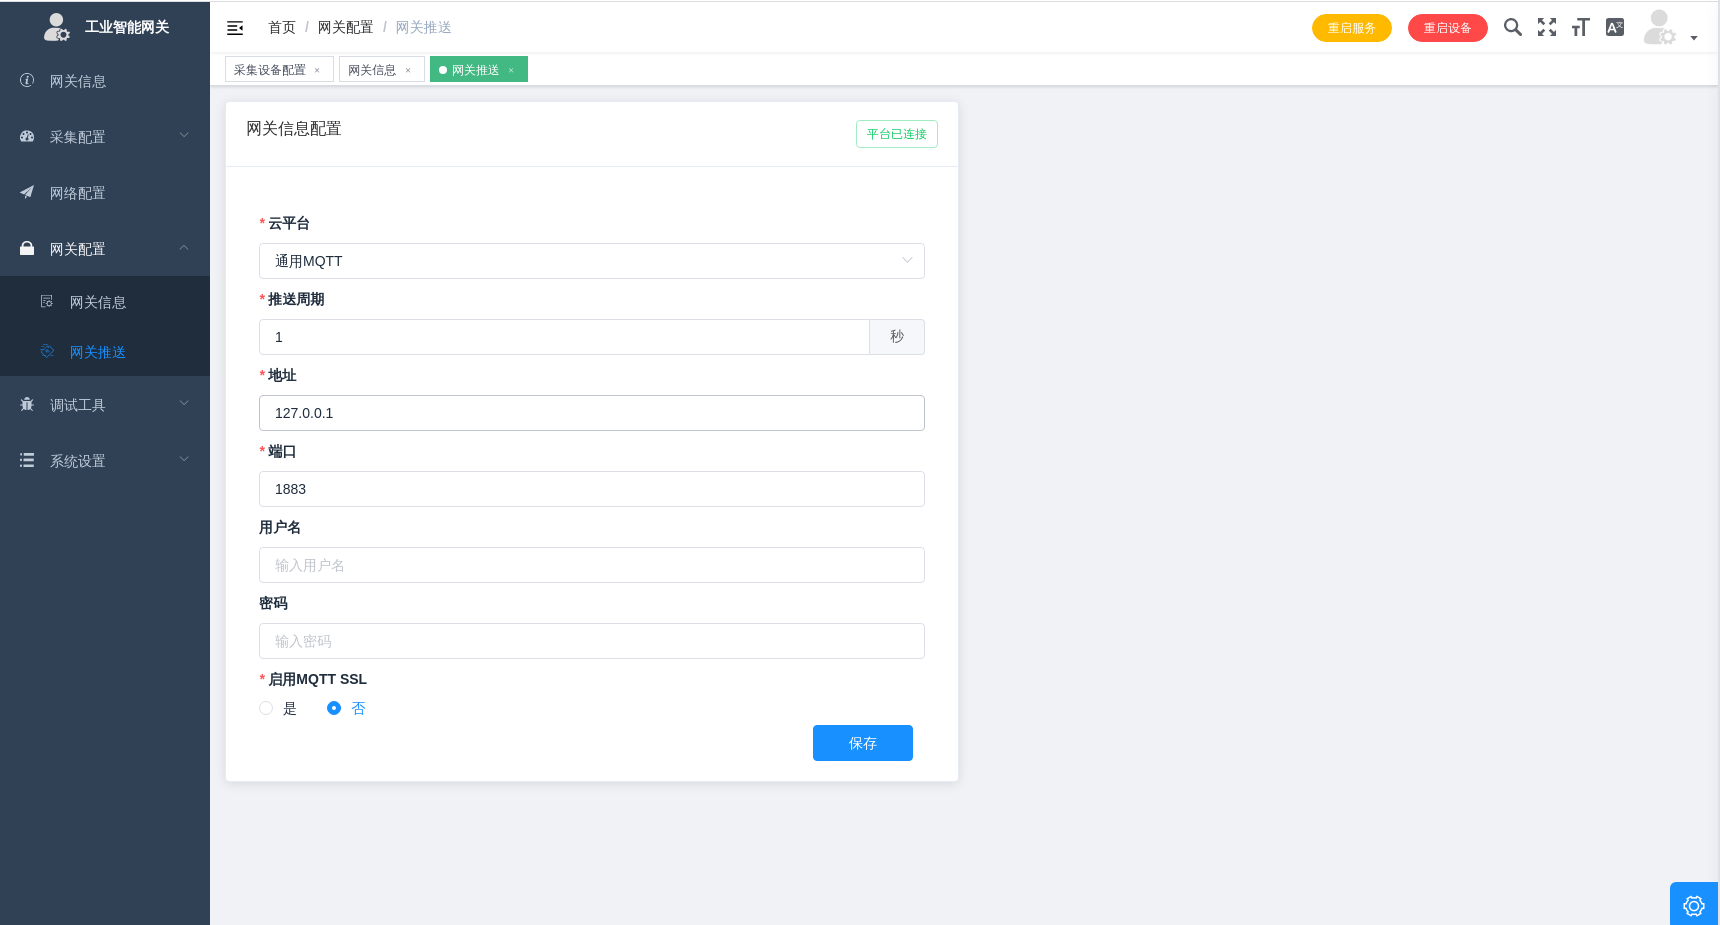 工业智能网关
首页 / 网关配置 / 网关推送
重启服务
重启设备
采集设备配置 ×
网关信息 ×
网关推送 ×
网关信息
采集配置
网络配置
网关配置
网关信息
网关推送
调试工具
系统设置
网关信息配置
平台已连接
* 云平台
通用MQTT
* 推送周期
1
秒
* 地址
127.0.0.1
* 端口
1883
用户名
输入用户名
密码
输入密码
* 启用MQTT SSL
是 否
保存